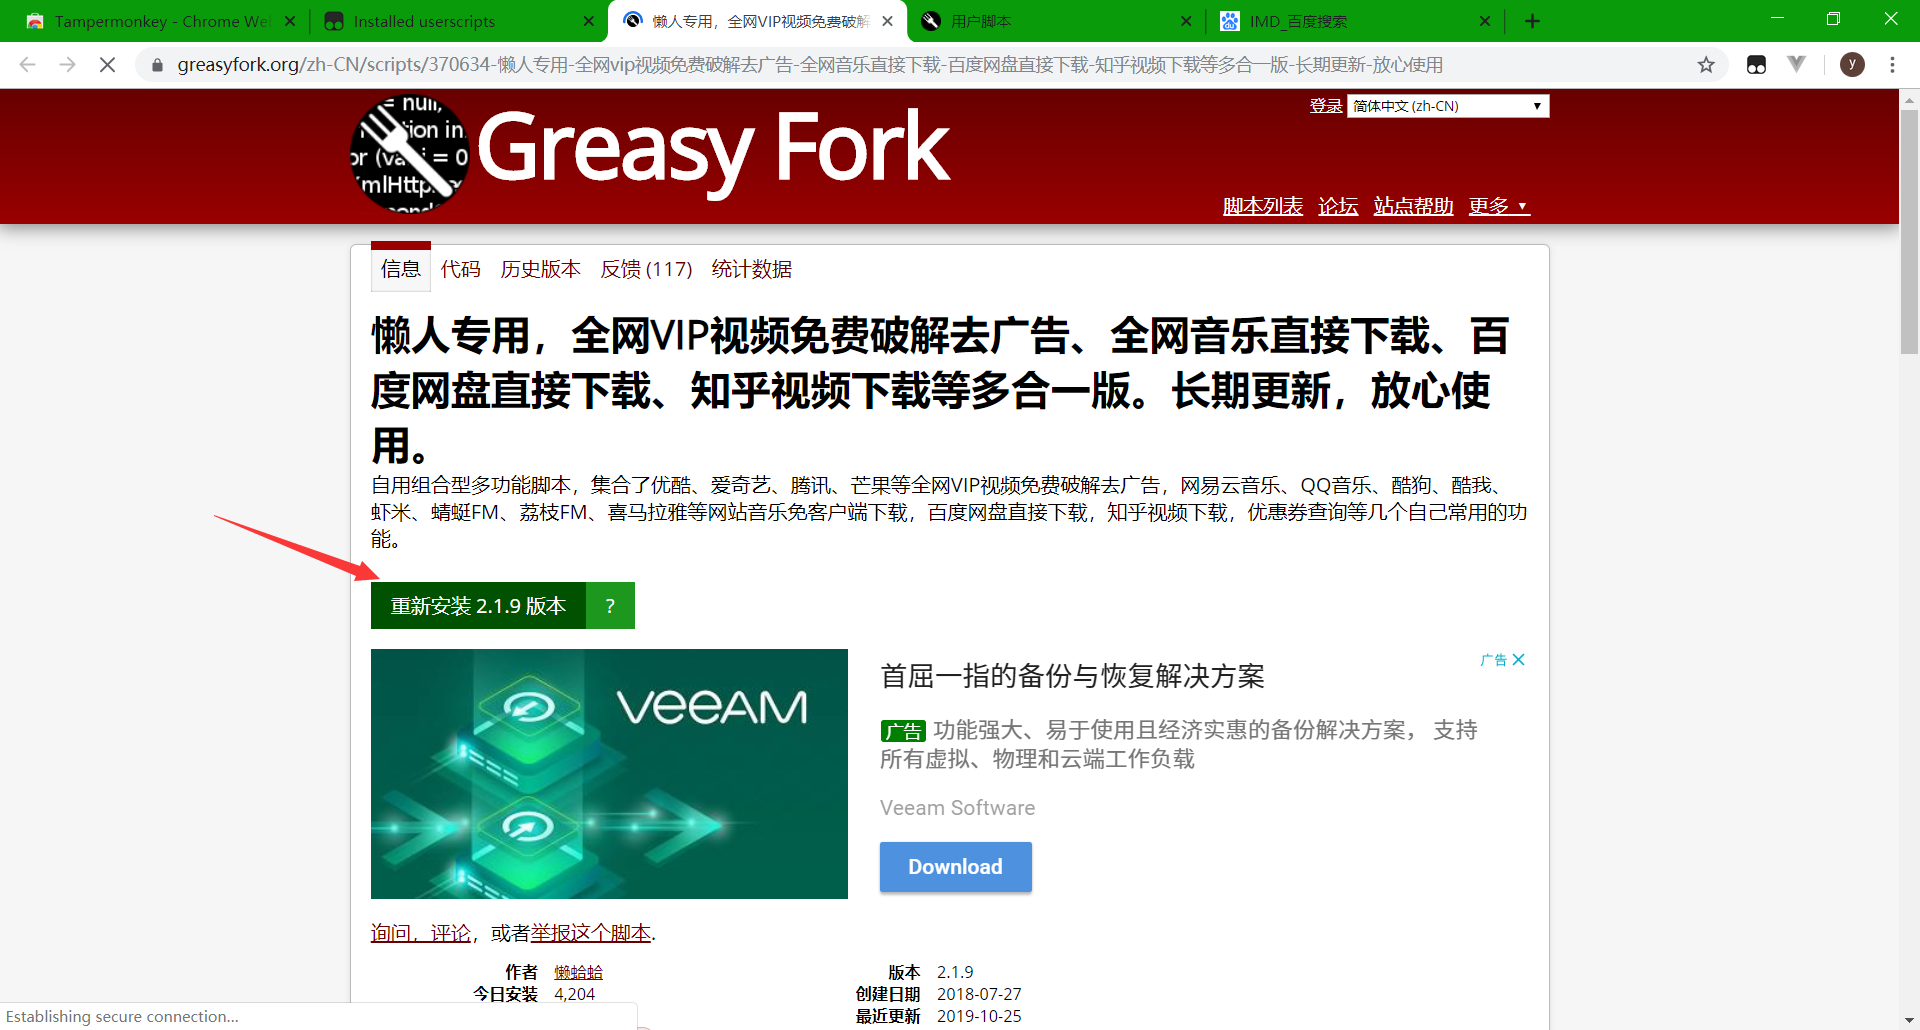 Tampermonkey - Chrome We
Installed userscripts
懒人专用，全网VIP视频免费破解
用户脚本
IMD_百度搜索
greasyfork.org/zh-CN/scripts/370634-懒人专用-全网vip视频免费破解去广告-全网音乐直接下载-百度网盘直接下载-知乎视频下载等多合一版-长期更新-放心使用
y
登录 简体中文 (zh-CN)
= null,
tion in
or (va i = 0
XmlHttp
Greasy Fork
脚本列表 论坛 站点帮助 更多
信息 代码 历史版本 反馈 (117) 统计数据
懒人专用，全网VIP视频免费破解去广告、全网音乐直接下载、百
度网盘直接下载、知乎视频下载等多合一版。长期更新，放心使
用。
自用组合型多功能脚本，集合了优酷、爱奇艺、腾讯、芒果等全网VIP视频免费破解去广告，网易云音乐、QQ音乐、酷狗、酷我、
虾米、蜻蜓FM、荔枝FM、喜马拉雅等网站音乐免客户端下载，百度网盘直接下载，知乎视频下载，优惠券查询等几个自己常用的功
能。
重新安装 2.1.9 版本 ?
VEEAM
首屈一指的备份与恢复解决方案
广告
广告 功能强大、易于使用且经济实惠的备份解决方案， 支持
所有虚拟、物理和云端工作负载
Veeam Software
Download
询问，评论，或者举报这个脚本.
作者 懒蛤蛤
版本 2.1.9
今日安装 4,204
创建日期 2018-07-27
最近更新 2019-10-25
Establishing secure connection...